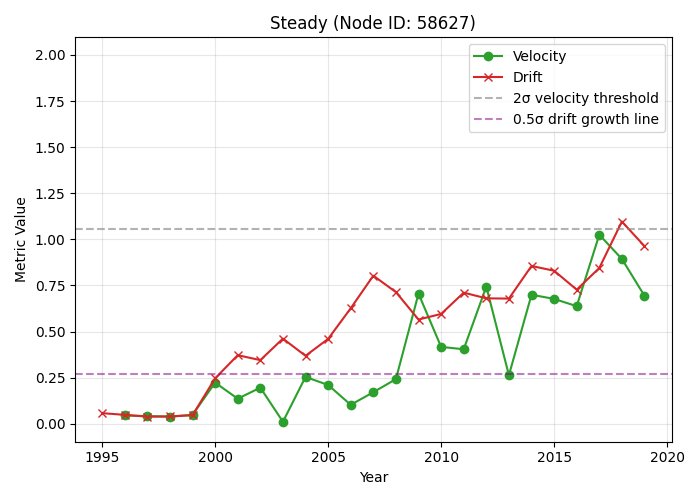 Steady (Node ID: 58627)
Velocity
Drift
2σ velocity threshold
0.5σ drift growth line
Metric Value
2.00
1.75
1.50
1.25
1.00
0.75
0.50
0.25
0.00
1995
2000
2005
2010
2015
2020
Year